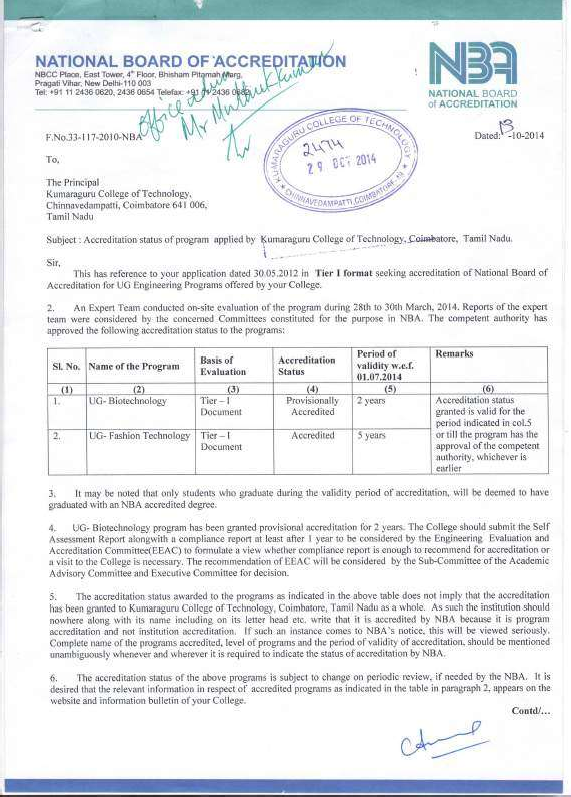 NATIONAL BOARD OF ACCREDITATION
NBCC Place, East Tower, 4th Floor, Bhisham Pitamah Marg,
Pragati Vihar, New Delhi-110 003
Tel: +91 11 2436 0620, 2436 0654 Telefax: +91 11 2436 0682
NBA
NATIONAL BOARD
of ACCREDITATION
Office
Mr Muthukkumar
F.No.33-117-2010-NBA
KUMARAGURU COLLEGE OF TECHNOLOGY
2474
29 OCT 2014
CHINNAVEDAMPATTI, COIMBATORE
Dated: 13-10-2014
To,
The Principal
Kumaraguru College of Technology,
Chinnavedampatti, Coimbatore 641 006,
Tamil Nadu
Subject : Accreditation status of program applied by Kumaraguru College of Technology, Coimbatore, Tamil Nadu.
Sir,
This has reference to your application dated 30.05.2012 in Tier I format seeking accreditation of National Board of
Accreditation for UG Engineering Programs offered by your College.
2. An Expert Team conducted on-site evaluation of the program during 28th to 30th March, 2014. Reports of the expert
team were considered by the concerned Committees constituted for the purpose in NBA. The competent authority has
approved the following accreditation status to the programs:
Sl. No. Name of the Program Basis of Evaluation Accreditation Status Period of validity w.e.f. 01.07.2014 Remarks
(1) (2) (3) (4) (5) (6)
1. UG- Biotechnology Tier – I Document Provisionally Accredited 2 years
2. UG- Fashion Technology Tier – I Document Accredited 5 years
Accreditation status
granted is valid for the
period indicated in col.5
or till the program has the
approval of the competent
authority, whichever is
earlier
3. It may be noted that only students who graduate during the validity period of accreditation, will be deemed to have
graduated with an NBA accredited degree.
4. UG- Biotechnology program has been granted provisional accreditation for 2 years. The College should submit the Self
Assessment Report alongwith a compliance report at least after 1 year to be considered by the Engineering Evaluation and
Accreditation Committee(EEAC) to formulate a view whether compliance report is enough to recommend for accreditation or
a visit to the College is necessary. The recommendation of EEAC will be considered by the Sub-Committee of the Academic
Advisory Committee and Executive Committee for decision.
5. The accreditation status awarded to the programs as indicated in the above table does not imply that the accreditation
has been granted to Kumaraguru College of Technology, Coimbatore, Tamil Nadu as a whole. As such the institution should
nowhere along with its name including on its letter head etc. write that it is accredited by NBA because it is program
accreditation and not institution accreditation. If such an instance comes to NBA's notice, this will be viewed seriously.
Complete name of the programs accredited, level of programs and the period of validity of accreditation, should be mentioned
unambiguously whenever and wherever it is required to indicate the status of accreditation by NBA.
6. The accreditation status of the above programs is subject to change on periodic review, if needed by the NBA. It is
desired that the relevant information in respect of accredited programs as indicated in the table in paragraph 2, appears on the
website and information bulletin of your College.
Contd/...